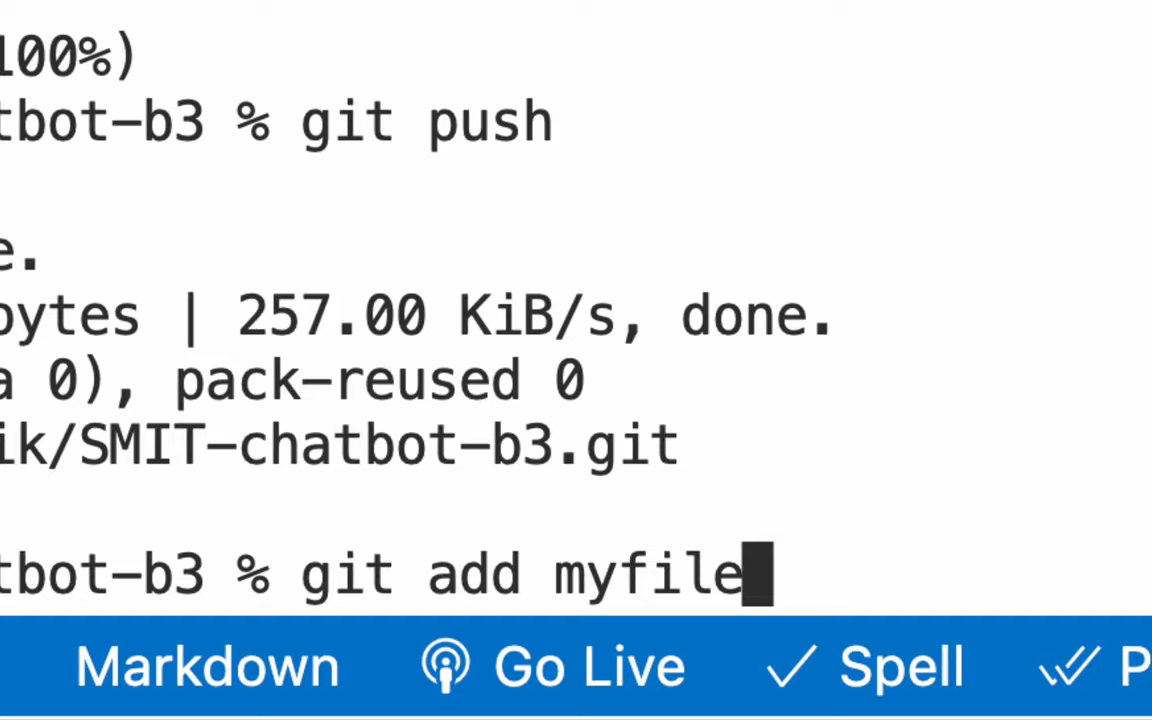 100%)
tbot-b3 % git push
e.
bytes | 257.00 KiB/s, done.
a 0), pack-reused 0
ik/SMIT-chatbot-b3.git
tbot-b3 % git add myfile
Markdown Go Live Spell P